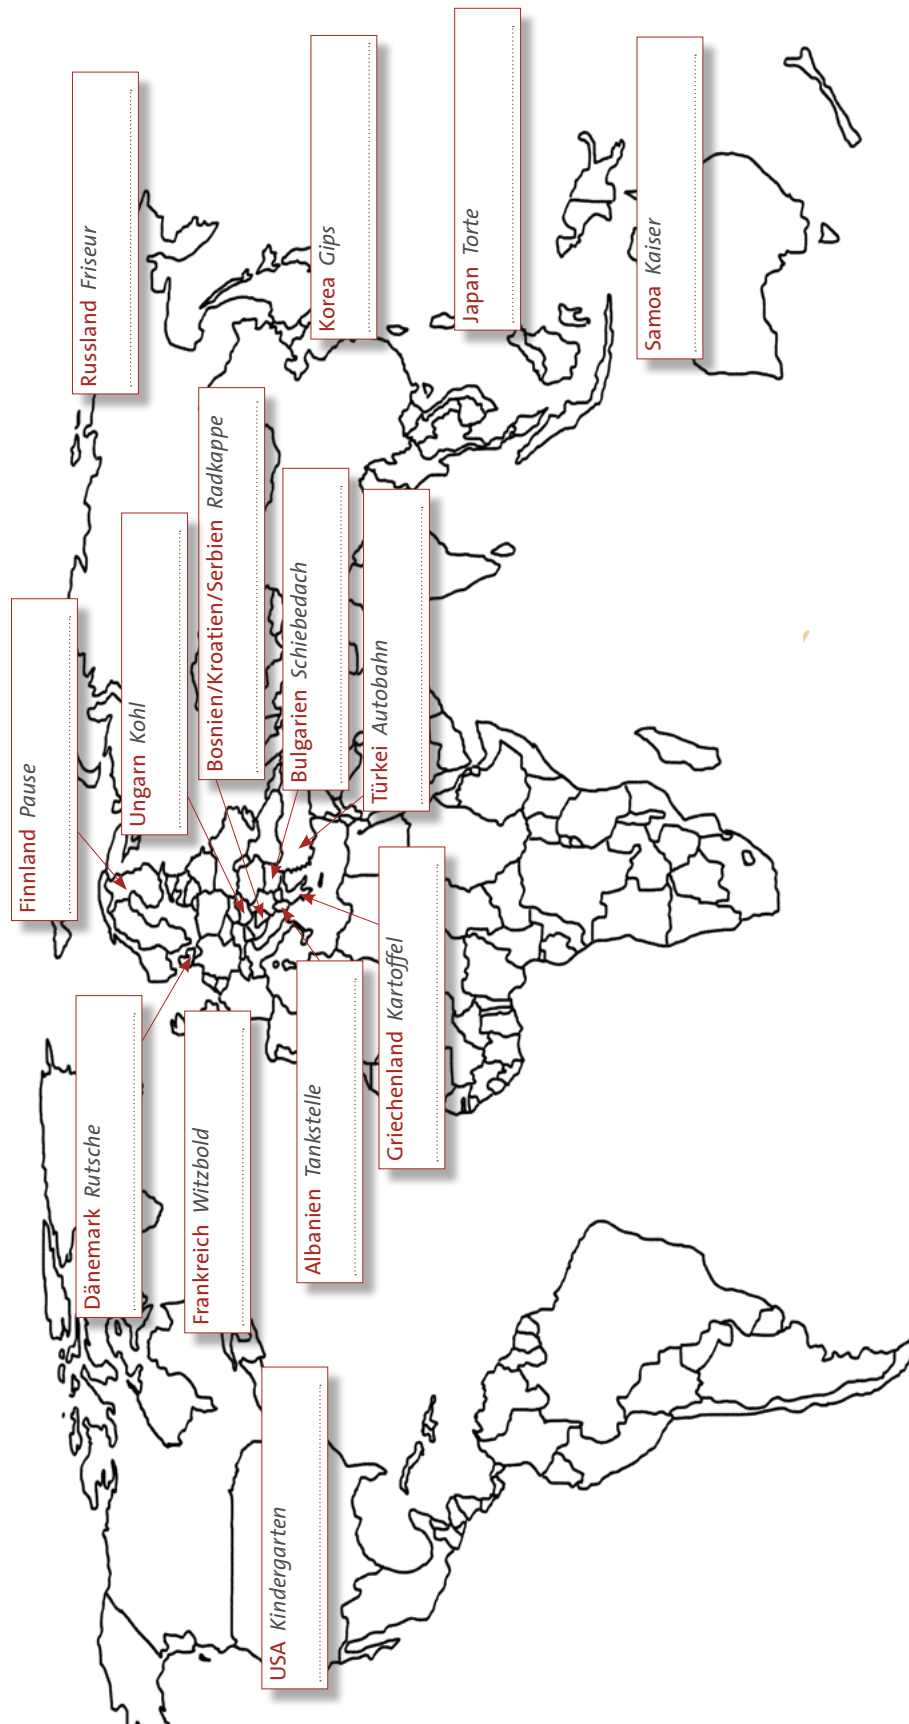 Finnland Pause
Russland Friseur
Dänemark Rutsche
Ungarn Kohl
Frankreich Witzbold
Bosnien/Kroatien/Serbien Radkappe
USA Kindergarten
Bulgarien Schiebedach
Korea Gips
Albanien Tankstelle
Türkei Autobahn
Griechenland Kartoffel
Japan Torte
Samoa Kaiser